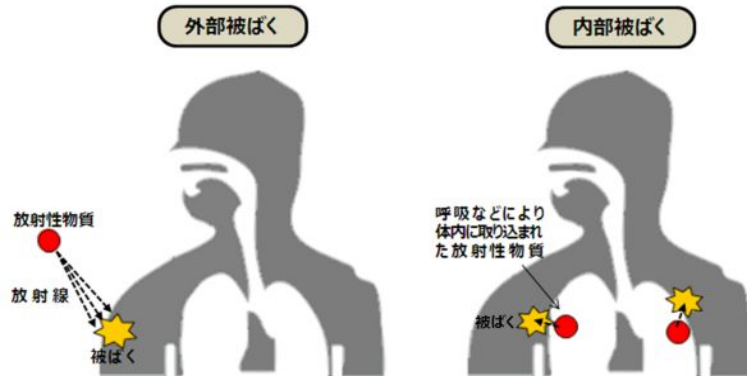 外部被ばく
放射性物質
放射線
被ばく
内部被ばく
呼吸などにより
体内に取り込まれ
た放射性物質
被ばく